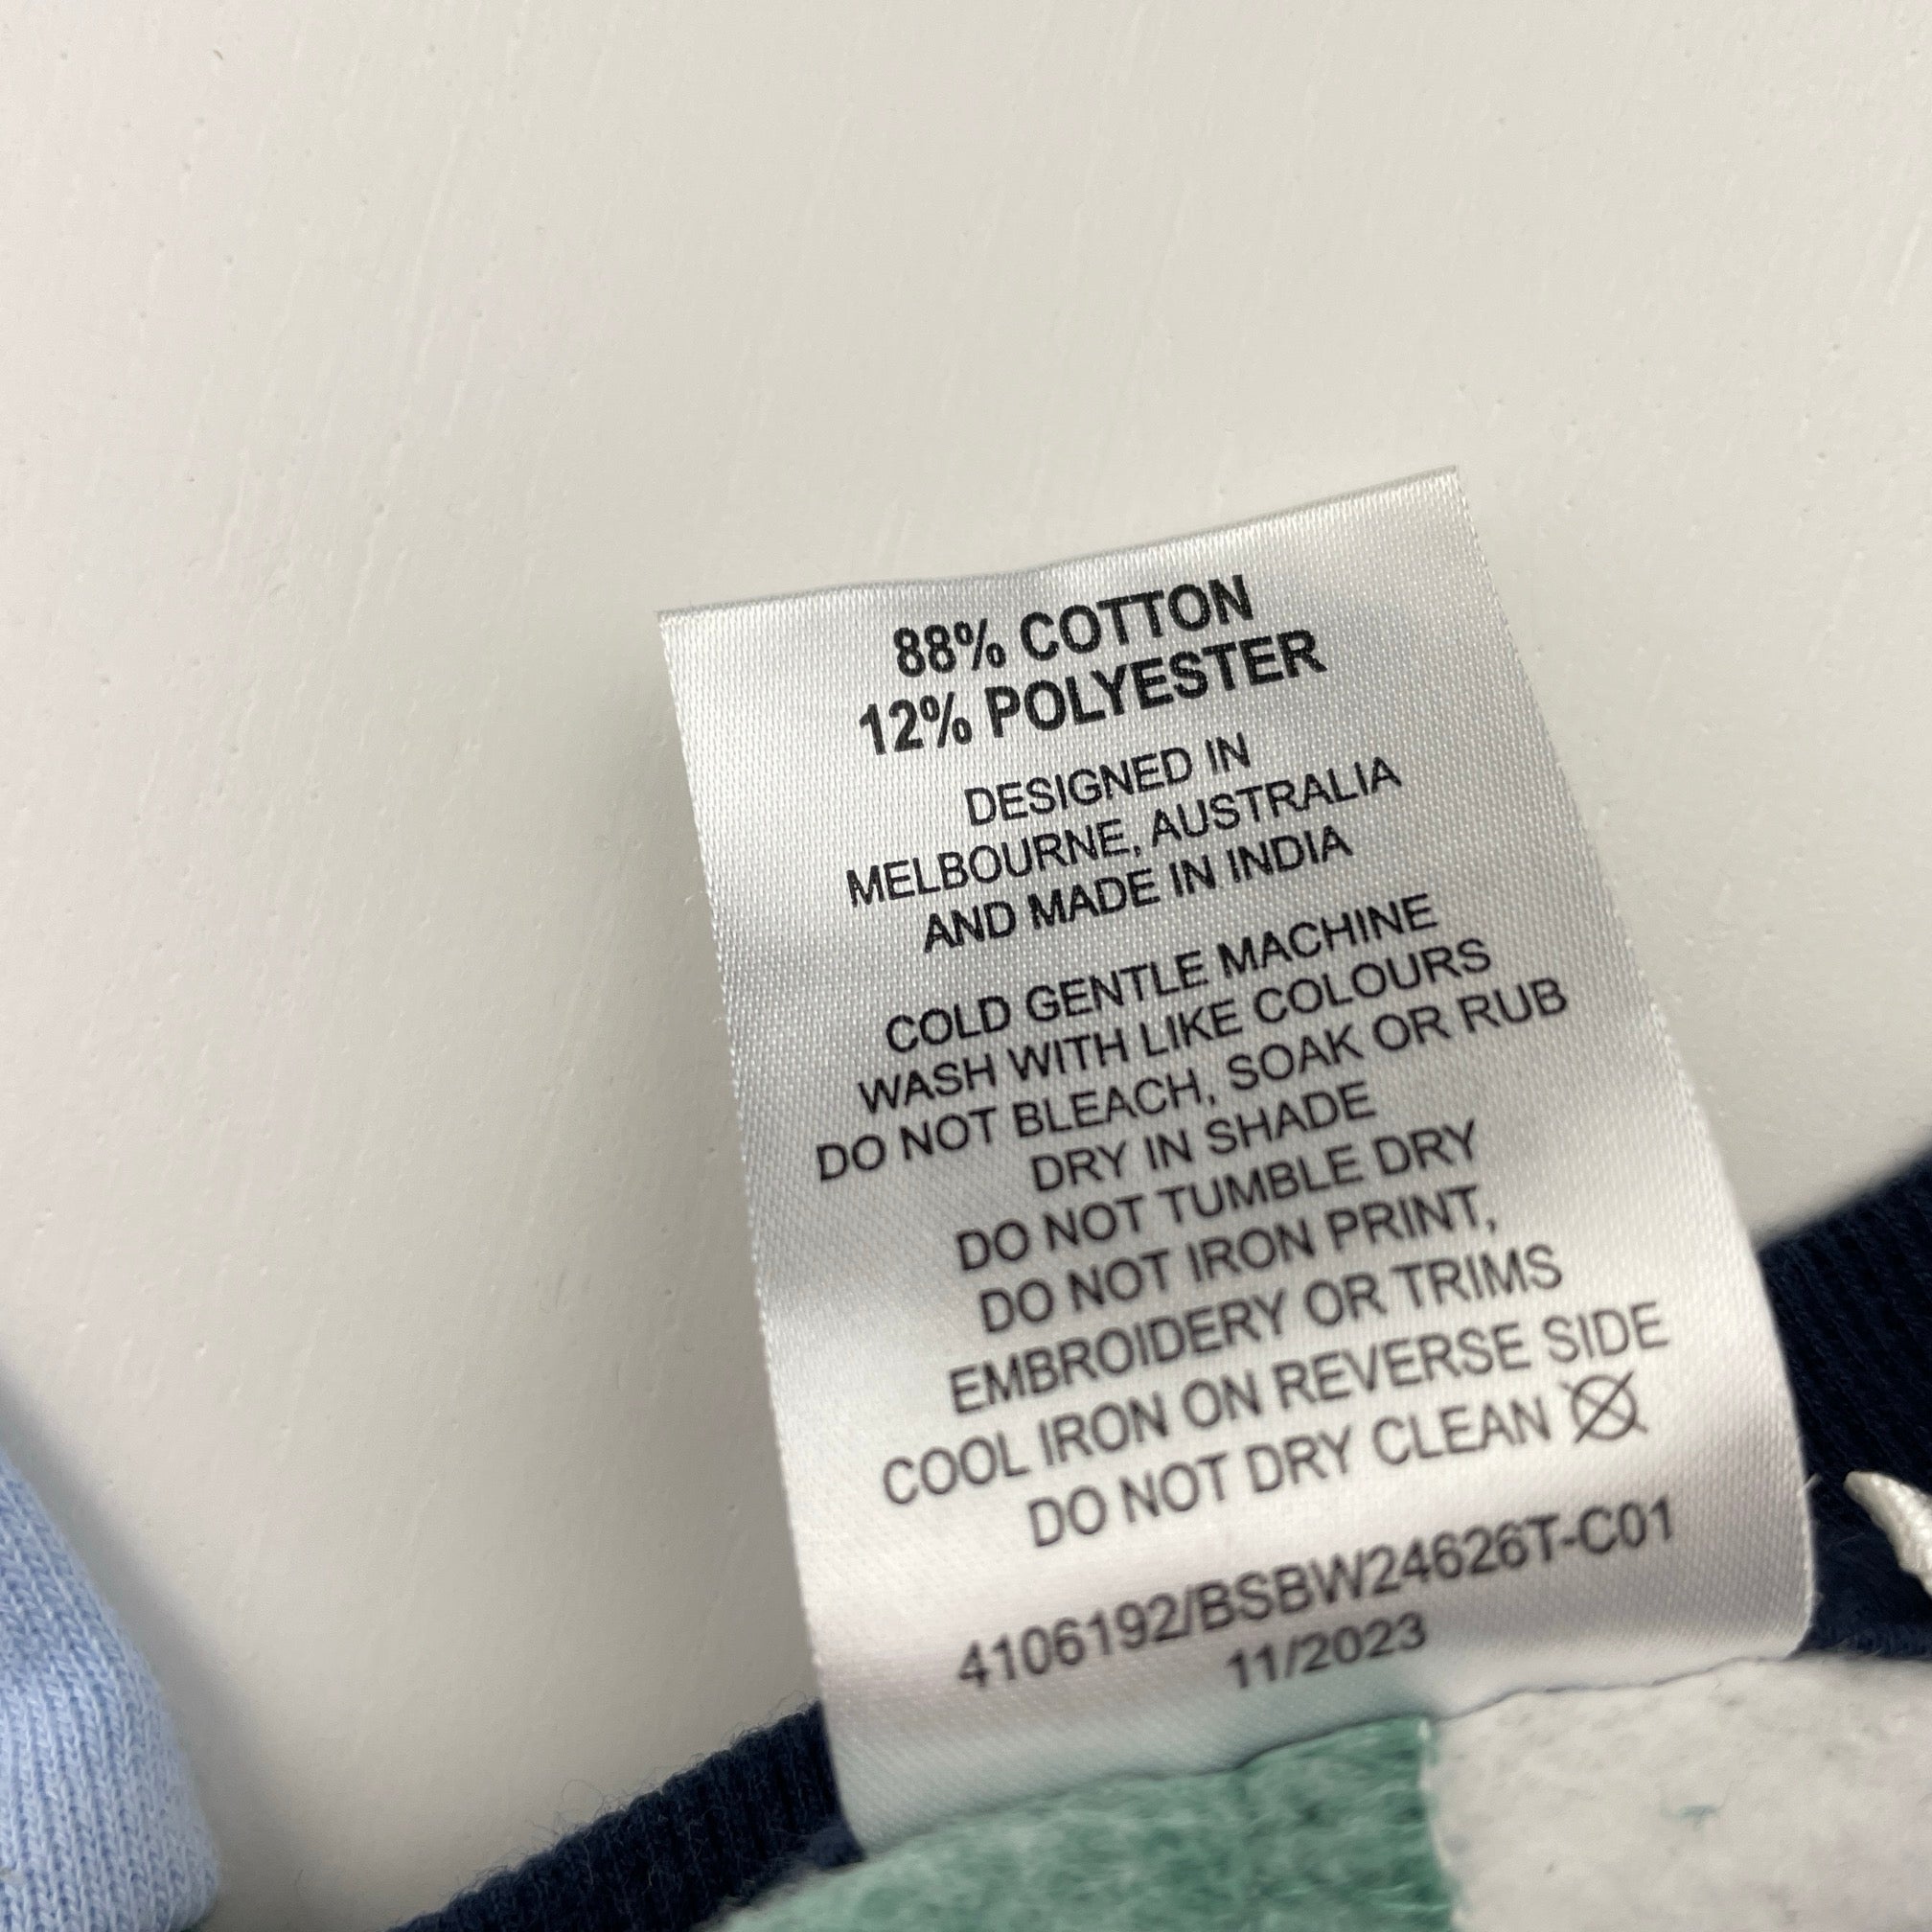 88% COTTON
12% POLYESTER
DESIGNED IN
MELBOURNE, AUSTRALIA
AND MADE IN INDIA
COLD GENTLE MACHINE
WASH WITH LIKE COLOURS
DO NOT BLEACH, SOAK OR RUB
DRY IN SHADE
DO NOT TUMBLE DRY
DO NOT IRON PRINT,
EMBROIDERY OR TRIMS
COOL IRON ON REVERSE SIDE
DO NOT DRY CLEAN
4106192/BSBW24626T-C01
11/2023